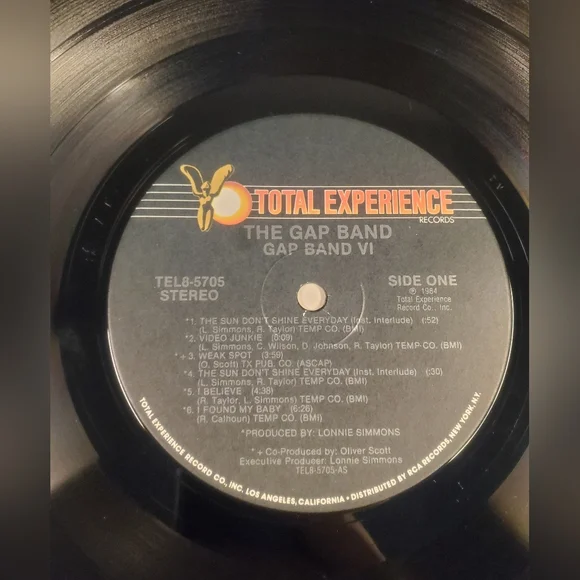 TOTAL EXPERIENCE
RECORDS
THE GAP BAND
GAP BAND VI
TEL8-5705
STEREO
SIDE ONE
℗ 1984
Total Experience
Record Co., Inc.
*1. THE SUN DON'T SHINE EVERYDAY (Inst. Interlude) (:52)
(L. Simmons, R. Taylor) TEMP CO. (BMI)
*2. VIDEO JUNKIE (5:09)
(L. Simmons, C. Wilson, D. Johnson, R. Taylor) TEMP CO. (BMI)
*+3. WEAK SPOT (3:59)
(O. Scott) TX PUB. CO. (ASCAP)
*4. THE SUN DON'T SHINE EVERYDAY (Inst. Interlude) (:30)
(L. Simmons, R. Taylor) TEMP CO. (BMI)
*5. I BELIEVE (4:38)
(R. Taylor, L. Simmons) TEMP CO. (BMI)
*6. I FOUND MY BABY (6:26)
(R. Calhoun) TEMP CO. (BMI)
*PRODUCED BY: LONNIE SIMMONS
*+Co-Produced by: Oliver Scott
Executive Producer: Lonnie Simmons
TEL8-5705-AS
TOTAL EXPERIENCE RECORD CO., INC. LOS ANGELES, CALIFORNIA • DISTRIBUTED BY RCA RECORDS, NEW YORK, N.Y.